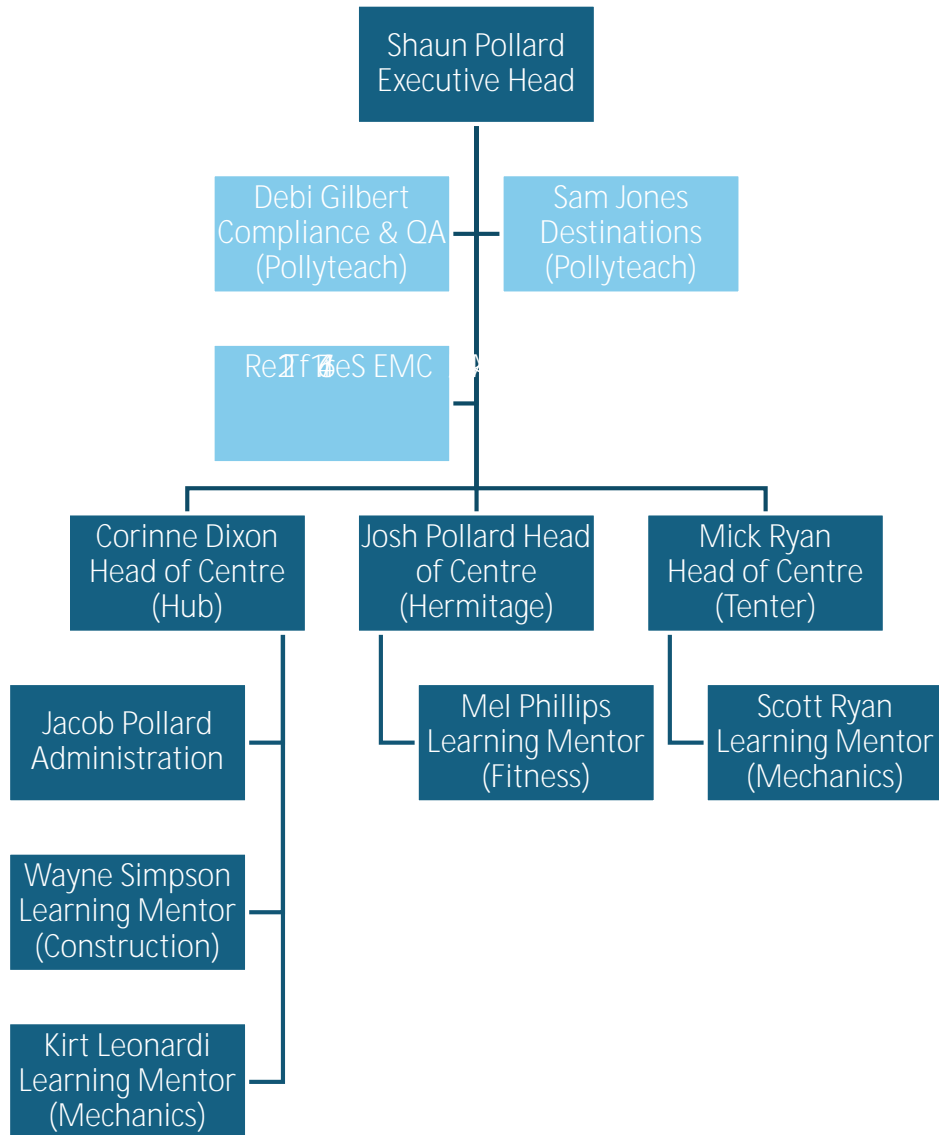 Shaun Pollard
Executive Head
Debi Gilbert
Compliance & QA
(Pollyteach)
Sam Jones
Destinations
(Pollyteach)
EMC
Corinne Dixon
Head of Centre
(Hub)
Josh Pollard Head
of Centre
(Hermitage)
Mick Ryan
Head of Centre
(Tenter)
Jacob Pollard
Administration
Mel Phillips
Learning Mentor
(Fitness)
Scott Ryan
Learning Mentor
(Mechanics)
Wayne Simpson
Learning Mentor
(Construction)
Kirt Leonardi
Learning Mentor
(Mechanics)